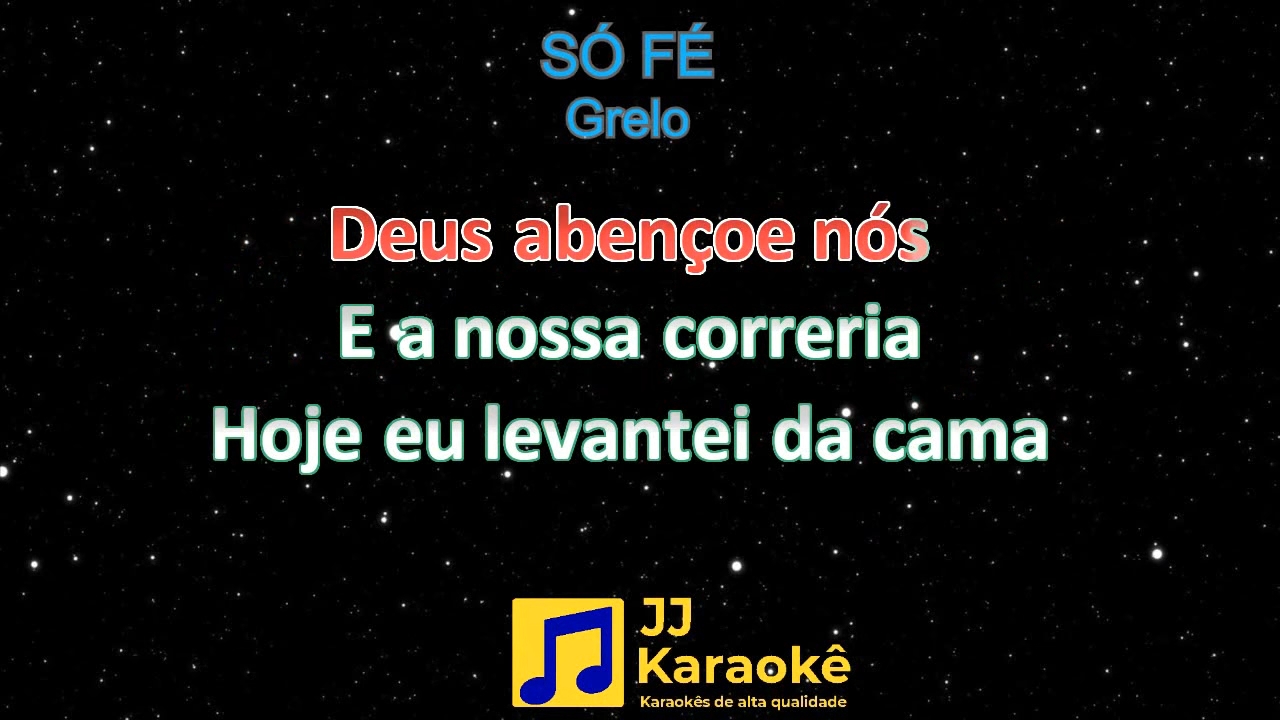 SÓ FÉ
Grelo
Deus abençoe nós
E a nossa correria
Hoje eu levantei da cama
JJ
Karaokê
Karaokês de alta qualidade